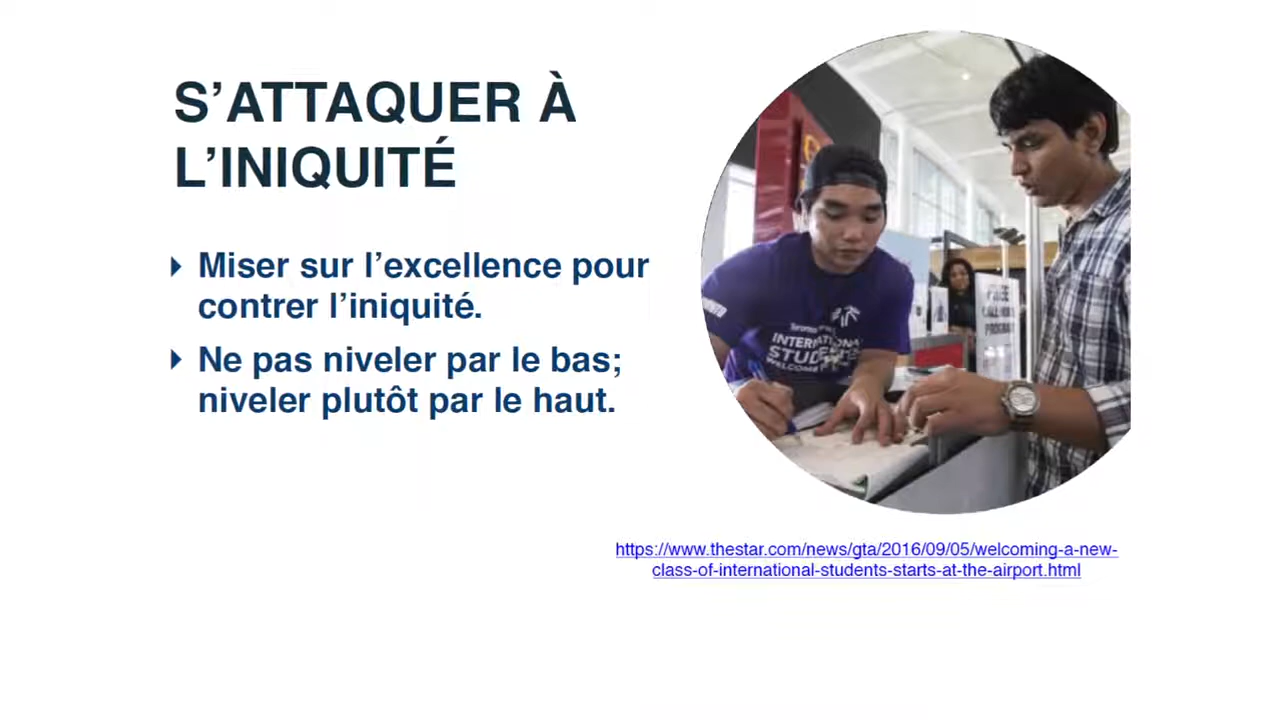 S’ATTAQUER À
L’INIQUITÉ
Miser sur l’excellence pour
contrer l’iniquité.
Ne pas niveler par le bas;
niveler plutôt par le haut.
INTERNATIONAL
STUDENTS
WELCOME
PROGRAM
https://www.thestar.com/news/gta/2016/09/05/welcoming-a-new-
class-of-international-students-starts-at-the-airport.html